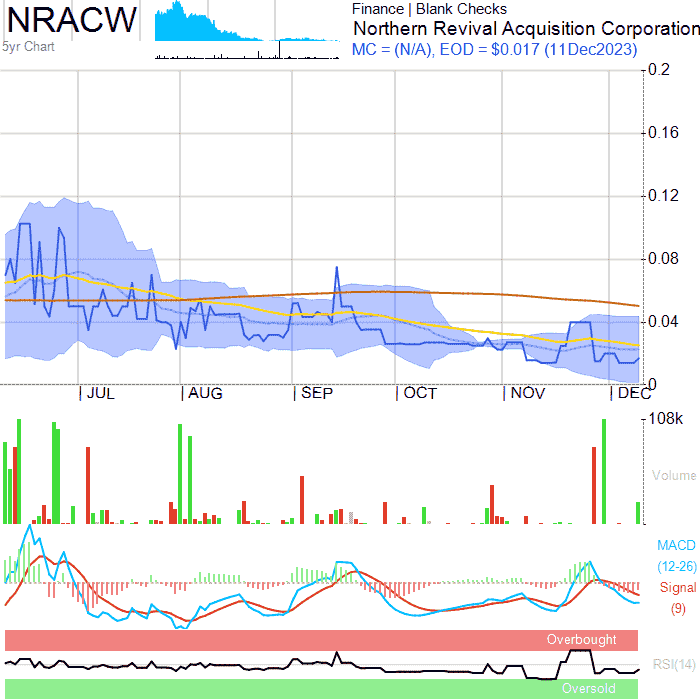 NRACW
5yr Chart
Finance | Blank Checks
Northern Revival Acquisition Corporation
MC = (N/A), EOD = $0.017 (11Dec2023)
0.2
0.16
0.12
0.08
0.04
0
JUL AUG SEP OCT NOV DEC
108k
Volume
MACD
(12-26)
Signal
(9)
Overbought
RSI(14)
Oversold